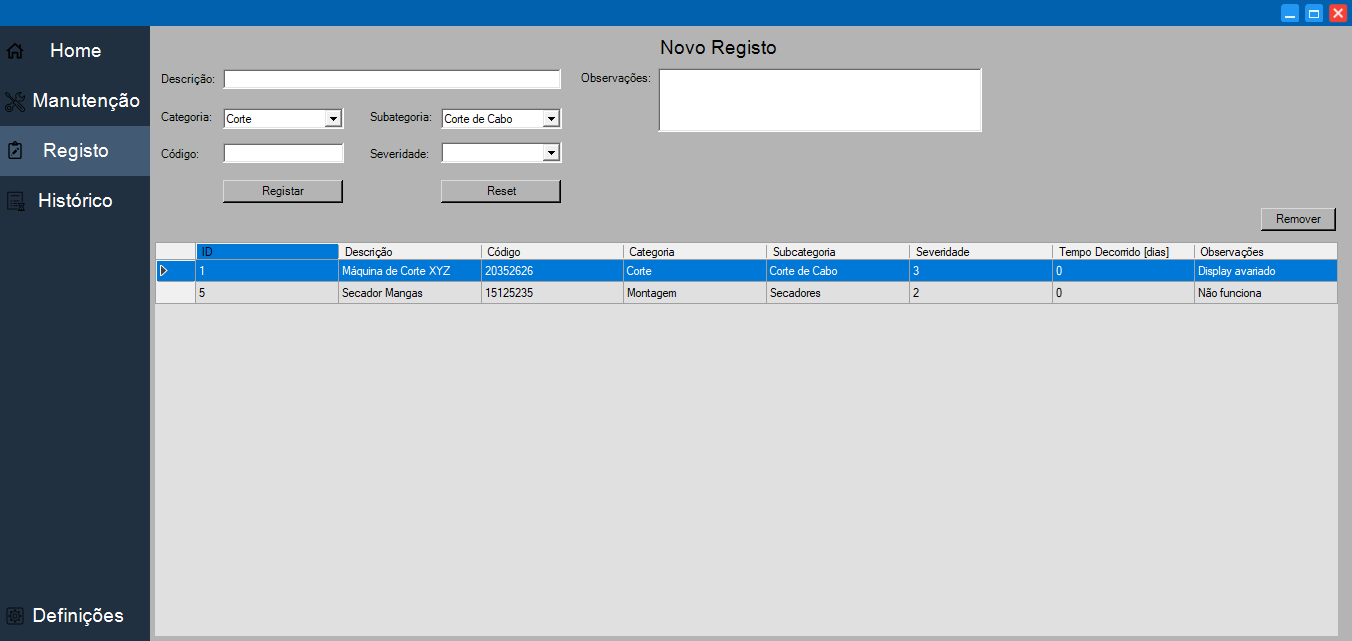 Home
Manutenção
Registo
Histórico
Definições
Novo Registo
Descrição:
Observações:
Categoria: Corte Subategoria: Corte de Cabo
Código: Severidade:
Registar Reset
Remover
ID Descrição Código Categoria Subcategoria Severidade Tempo Decorrido [dias] Observações
1 Máquina de Corte XYZ 20352626 Corte Corte de Cabo 3 0 Display avariado
5 Secador Mangas 15125235 Montagem Secadores 2 0 Não funciona